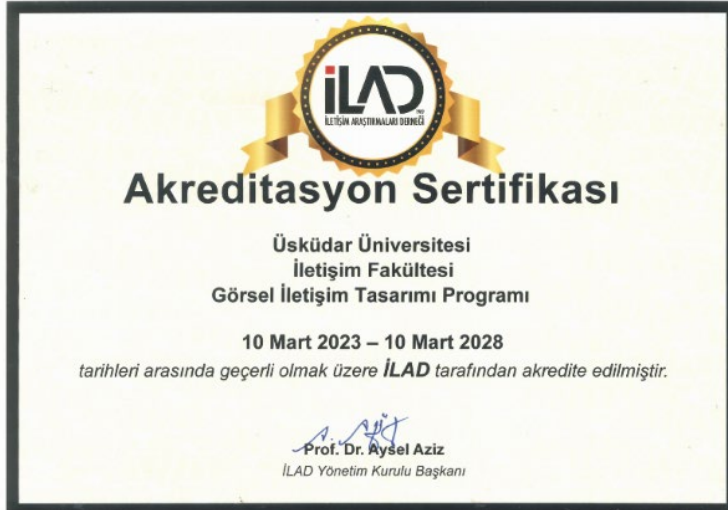 İLAD
İLETİŞİM ARAŞTIRMALARI DERNEĞİ
Akreditasyon Sertifikası
Üsküdar Üniversitesi
İletişim Fakültesi
Görsel İletişim Tasarımı Programı
10 Mart 2023 – 10 Mart 2028
tarihleri arasında geçerli olmak üzere İLAD tarafından akredite edilmiştir.
Prof. Dr. Aysel Aziz
İLAD Yönetim Kurulu Başkanı